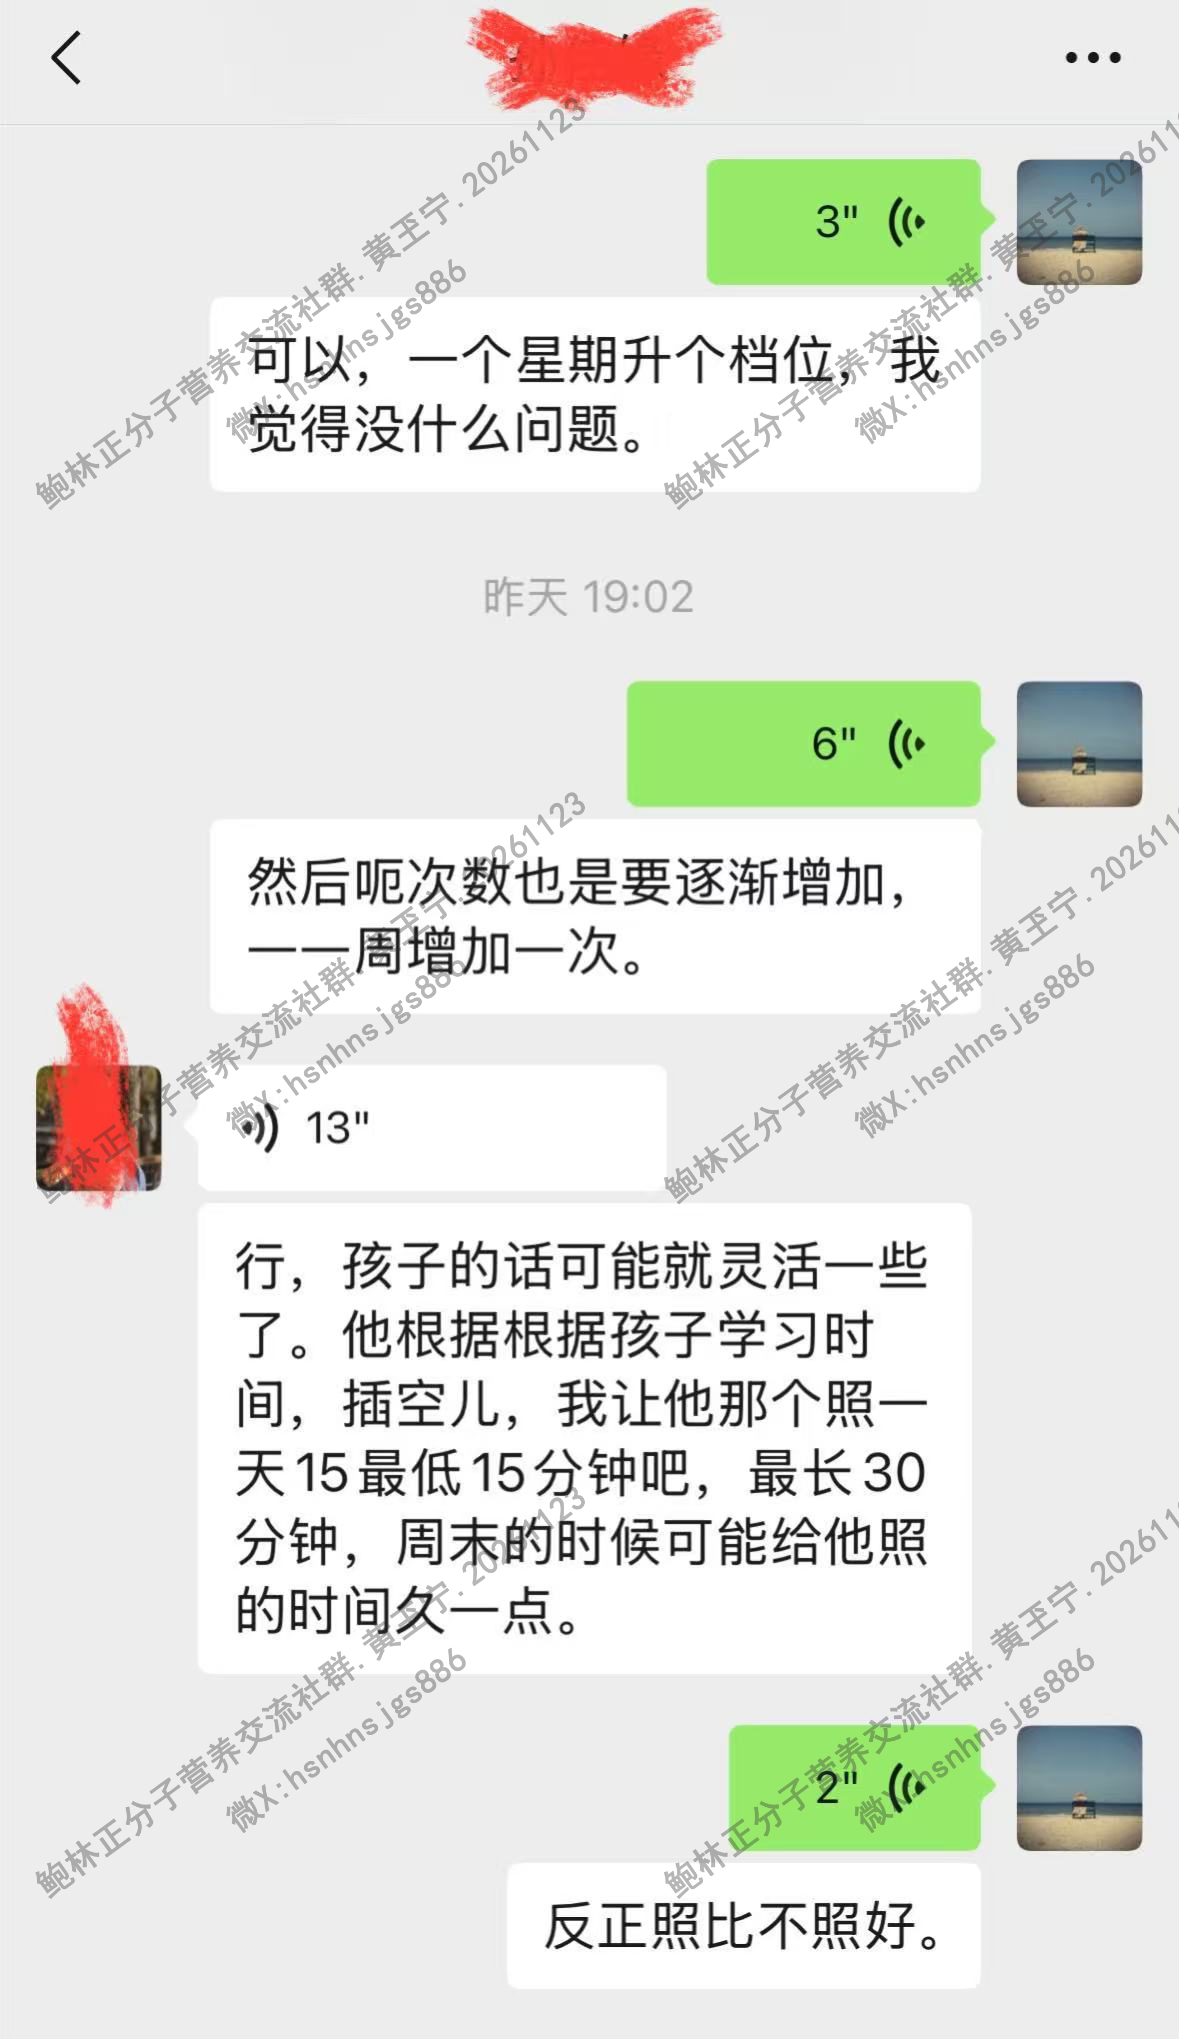 3"
可以，一个星期升个档位，我
觉得没什么问题。
昨天 19:02
6"
然后呃次数也是要逐渐增加，
一一周增加一次。
13"
行，孩子的话可能就灵活一些
了。他根据根据孩子学习时
间，插空儿，我让他那个照一
天15最低15分钟吧，最长30
分钟，周末的时候可能给他照
的时间久一点。
2"
反正照比不照好。
鲍林正分子营养交流社群.黄玊宁.20261123
微X:hsnhnsjgs886